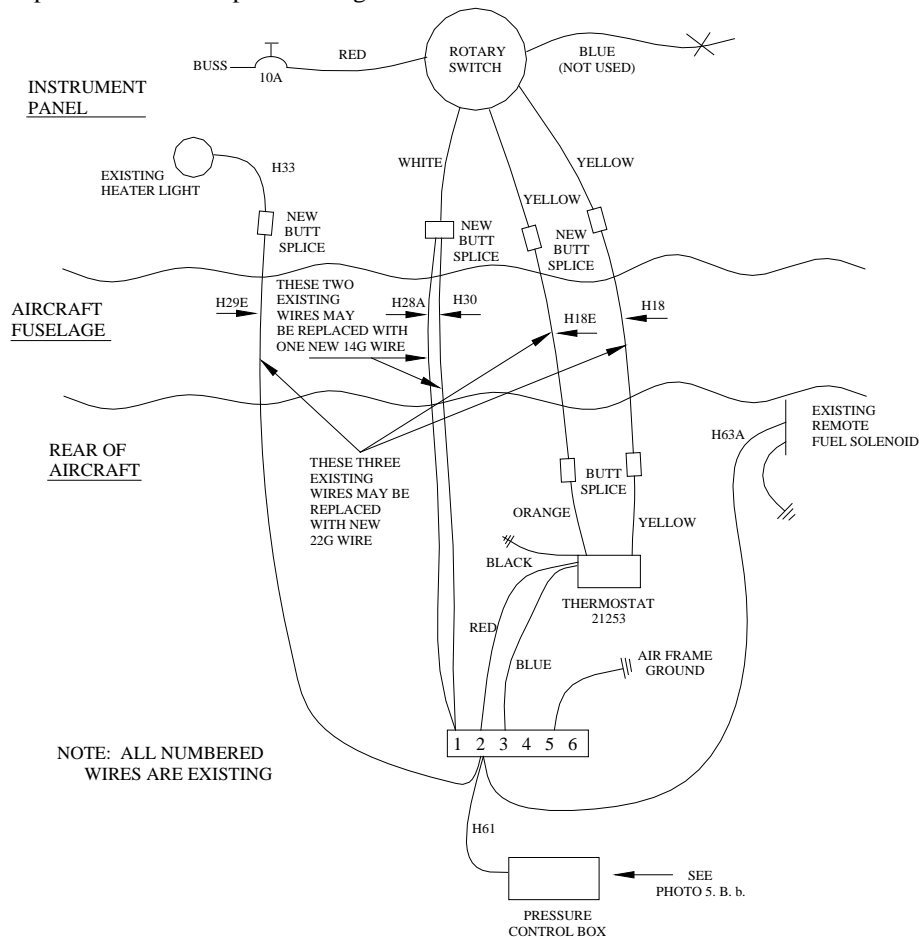 BUSS
10A
RED
ROTARY
SWITCH
BLUE
(NOT USED)
INSTRUMENT
PANEL
EXISTING
HEATER LIGHT
H33
WHITE
YELLOW
YELLOW
NEW
BUTT
SPLICE
NEW
BUTT
SPLICE
NEW
BUTT
SPLICE
AIRCRAFT
FUSELAGE
H29E
THESE TWO
EXISTING
WIRES MAY
BE REPLACED WITH
ONE NEW 14G WIRE
H28A
H30
H18E
H18
REAR OF
AIRCRAFT
THESE THREE
EXISTING
WIRES MAY BE
REPLACED
WITH NEW
22G WIRE
H63A
EXISTING
REMOTE
FUEL SOLENOID
BUTT
SPLICE
ORANGE
YELLOW
BLACK
THERMOSTAT
21253
RED
BLUE
AIR FRAME
GROUND
1 2 3 4 5 6
NOTE: ALL NUMBERED
WIRES ARE EXISTING
H61
SEE
PHOTO 5. B. b.
PRESSURE
CONTROL BOX